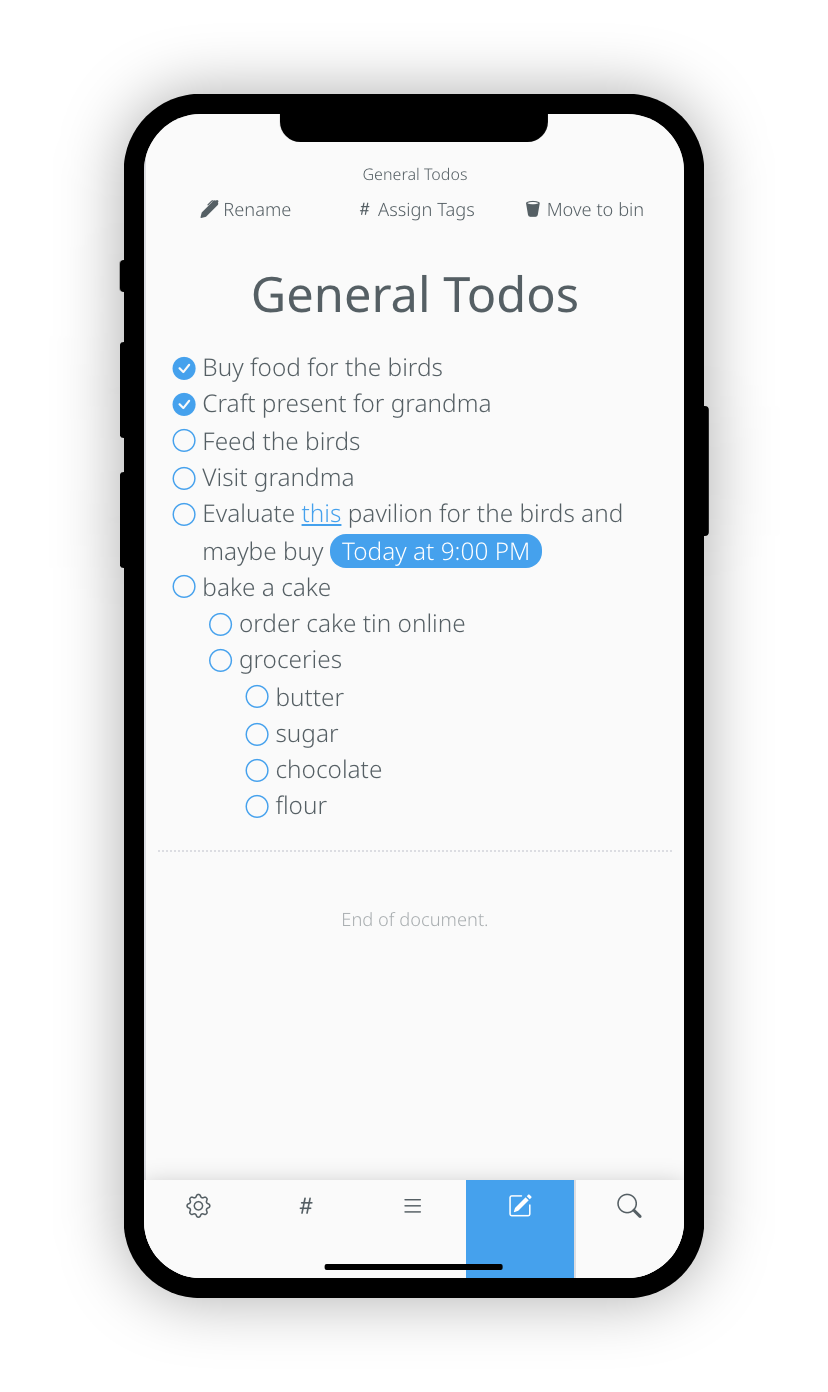 General Todos
Rename # Assign Tags Move to bin
General Todos
Buy food for the birds
Craft present for grandma
Feed the birds
Visit grandma
Evaluate this pavilion for the birds and
maybe buy Today at 9:00 PM
bake a cake
order cake tin online
groceries
butter
sugar
chocolate
flour
End of document.
#